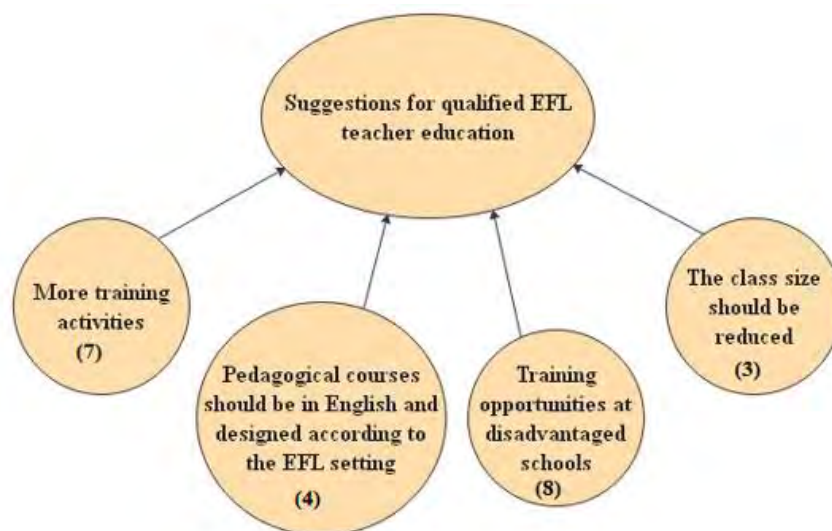 Suggestions for qualified EFL
teacher education
More training
activities
(7)
Pedagogical courses
should be in English and
designed according to
the EFL setting
(4)
Training
opportunities at
disadvantaged
schools
(8)
The class size
should be
reduced
(3)